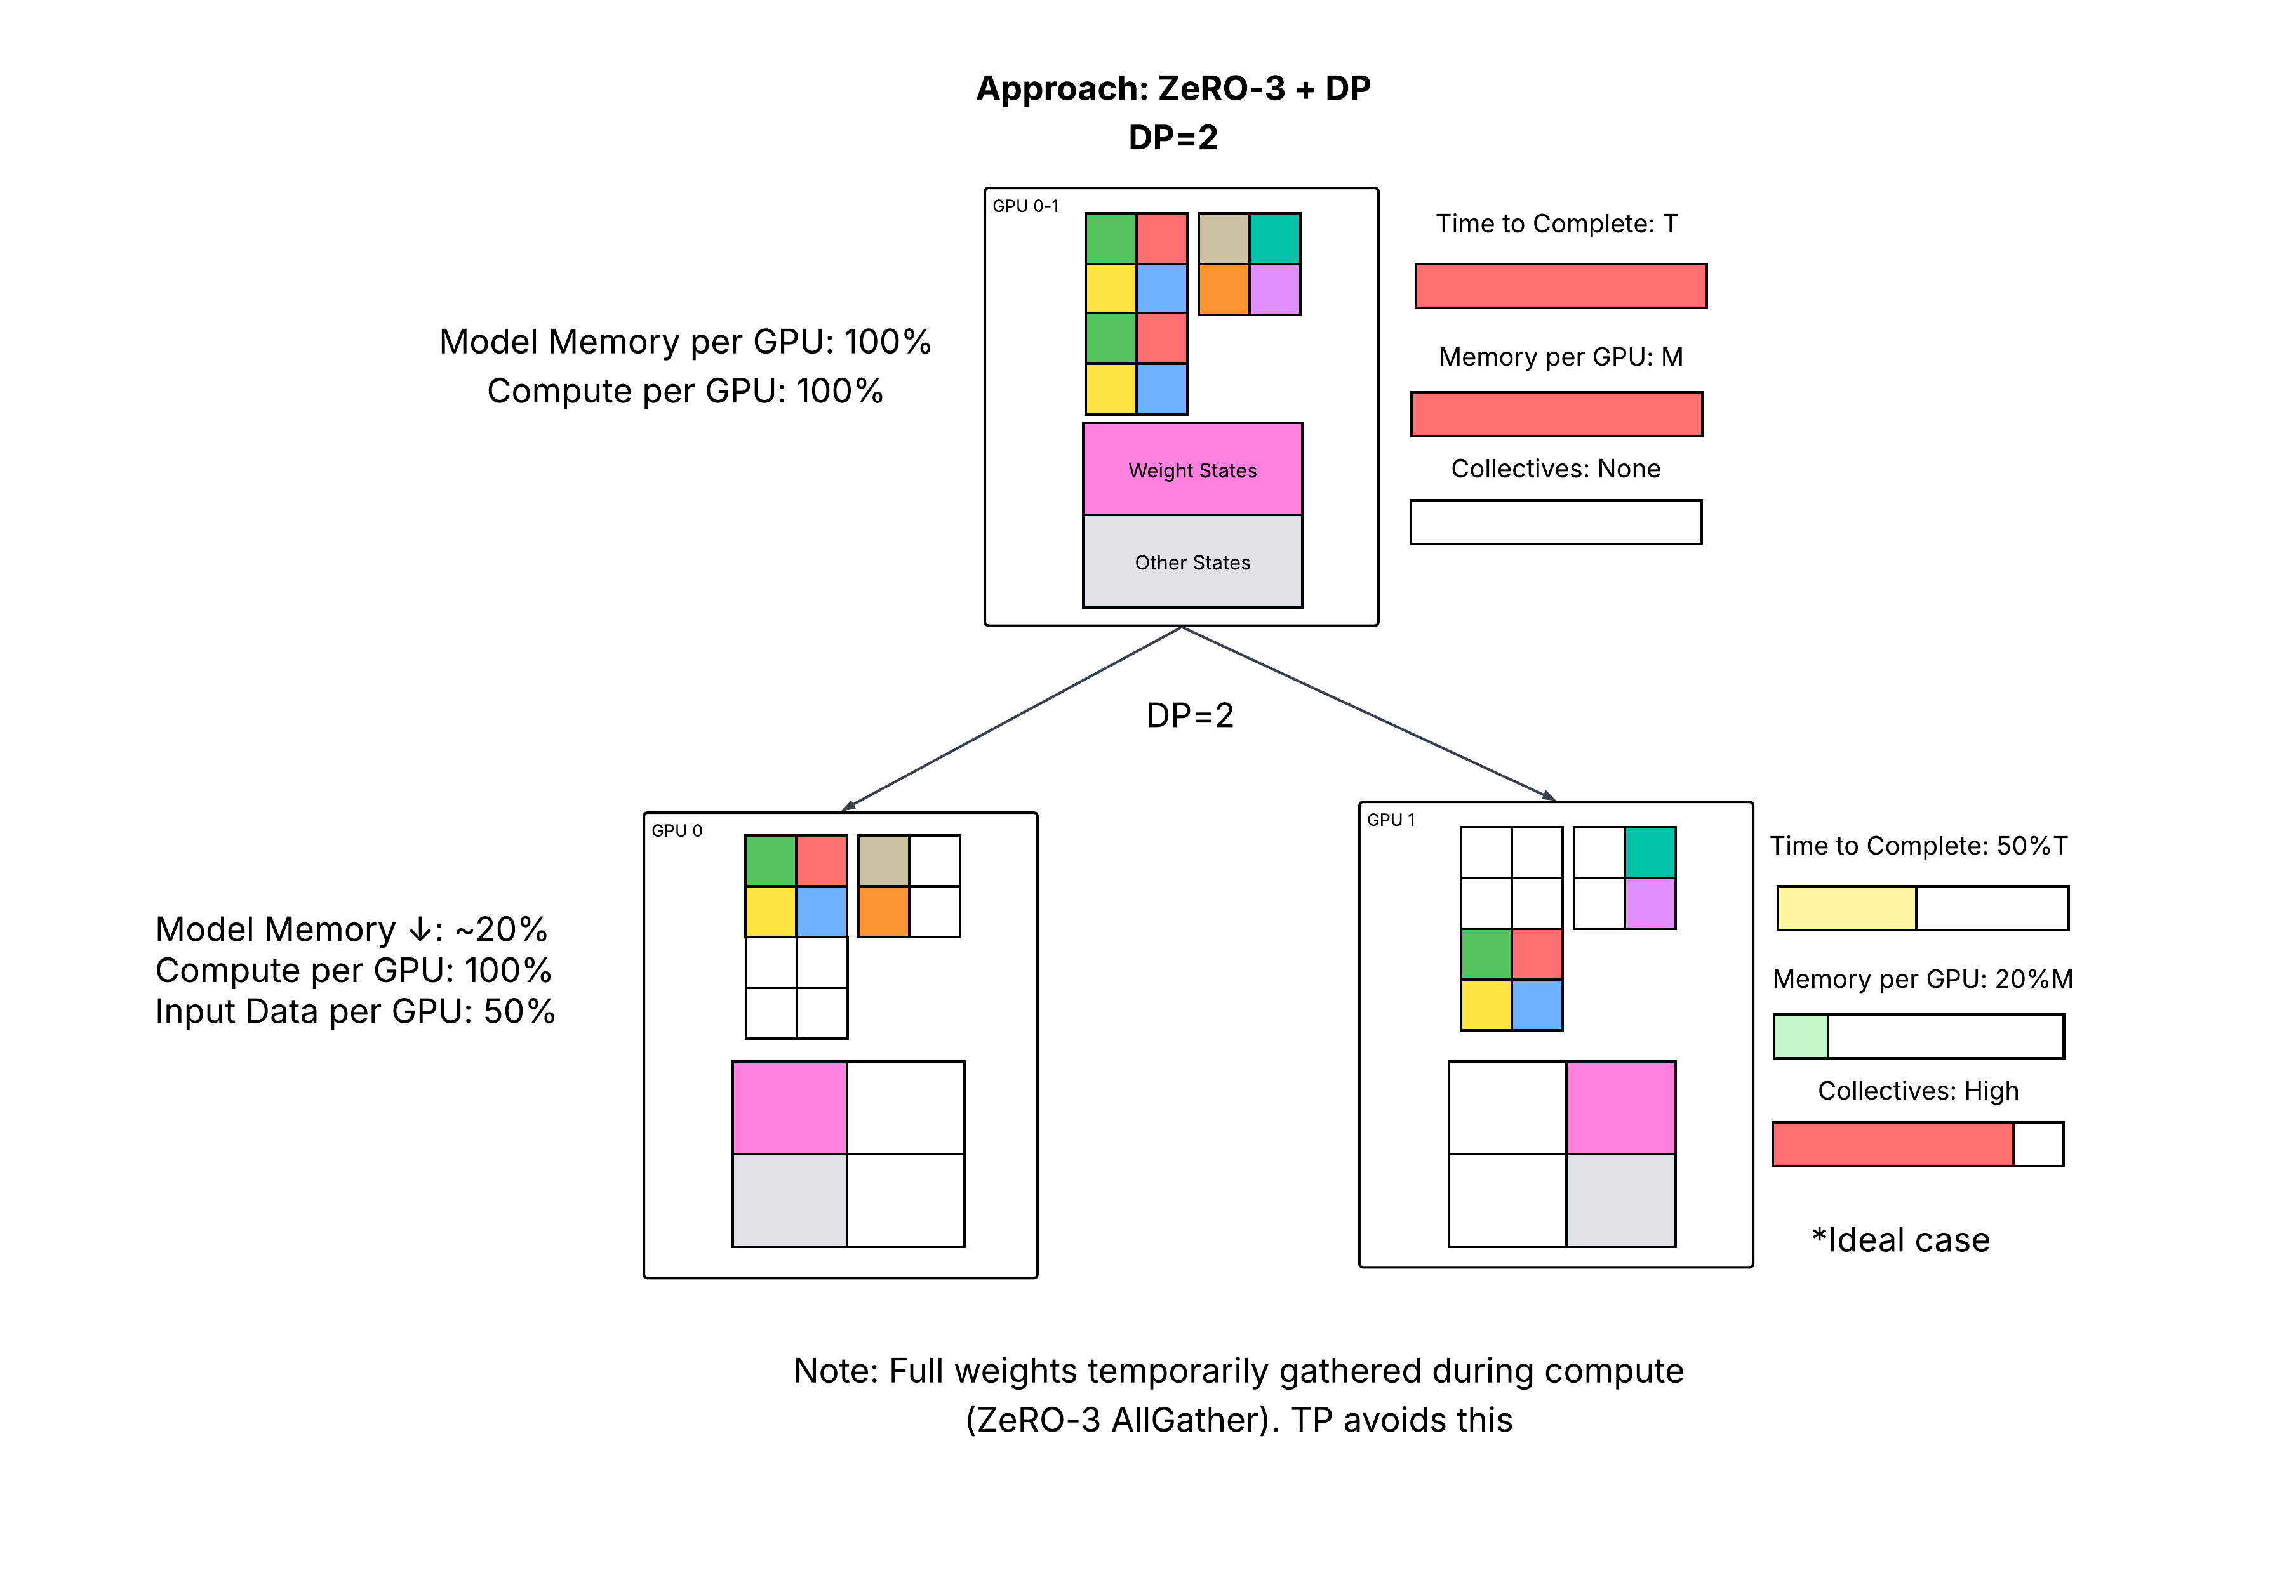 Approach: ZeRO-3 + DP
DP=2
GPU 0-1
Time to Complete: T
Model Memory per GPU: 100%
Compute per GPU: 100%
Memory per GPU: M
Collectives: None
Weight States
Other States
DP=2
GPU 0
GPU 1
Model Memory ↓: ~20%
Compute per GPU: 100%
Input Data per GPU: 50%
Time to Complete: 50%T
Memory per GPU: 20%M
Collectives: High
*Ideal case
Note: Full weights temporarily gathered during compute
(ZeRO-3 AllGather). TP avoids this